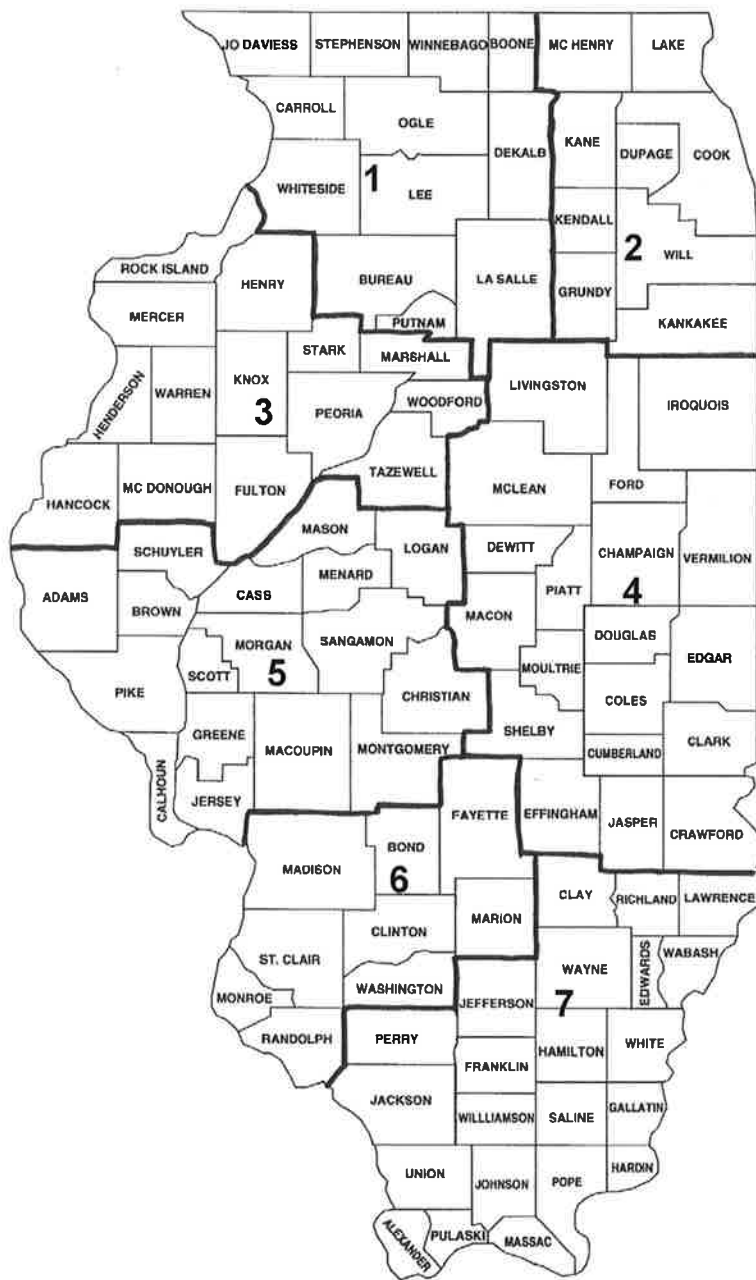 JO DAVIESS
STEPHENSON
WINNEBAGO
BOONE
MC HENRY
LAKE
CARROLL
OGLE
DEKALB
KANE
DUPAGE
COOK
WHITESIDE
1
LEE
KENDALL
2
WILL
ROCK ISLAND
HENRY
BUREAU
LA SALLE
GRUNDY
MERCER
PUTNAM
KANKAKEE
STARK
MARSHALL
HENDERSON
WARREN
KNOX
3
PEORIA
WOODFORD
LIVINGSTON
IROQUOIS
HANCOCK
MC DONOUGH
FULTON
TAZEWELL
MCLEAN
FORD
MASON
LOGAN
SCHUYLER
DEWITT
CHAMPAIGN
VERMILION
ADAMS
BROWN
CASS
MENARD
MACON
PIATT
4
MORGAN
SANGAMON
DOUGLAS
EDGAR
PIKE
SCOTT
5
CHRISTIAN
MOULTRIE
COLES
GREENE
MACOUPIN
MONTGOMERY
SHELBY
CUMBERLAND
CLARK
CALHOUN
JERSEY
FAYETTE
EFFINGHAM
JASPER
CRAWFORD
MADISON
BOND
6
CLAY
RICHLAND
LAWRENCE
CLINTON
MARION
ST. CLAIR
WAYNE
EDWARDS
WABASH
MONROE
WASHINGTON
JEFFERSON
7
RANDOLPH
PERRY
FRANKLIN
HAMILTON
WHITE
JACKSON
WILLLIAMSON
SALINE
GALLATIN
UNION
JOHNSON
POPE
HARDIN
ALEXANDER
PULASKI
MASSAC